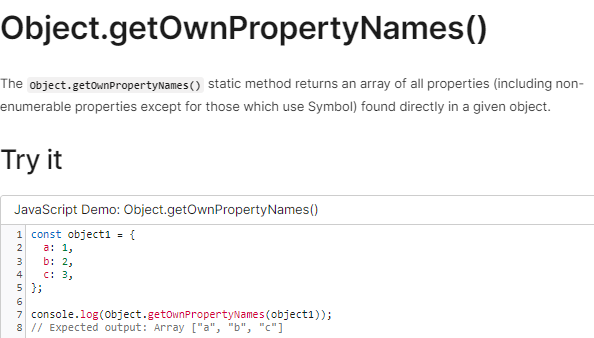 Object.getOwnPropertyNames()
The Object.getOwnPropertyNames() static method returns an array of all properties (including non-
enumerable properties except for those which use Symbol) found directly in a given object.
Try it
JavaScript Demo: Object.getOwnPropertyNames()
1 const object1 = {
2   a: 1,
3   b: 2,
4   c: 3,
5 };
6
7 console.log(Object.getOwnPropertyNames(object1));
8 // Expected output: Array ["a", "b", "c"]